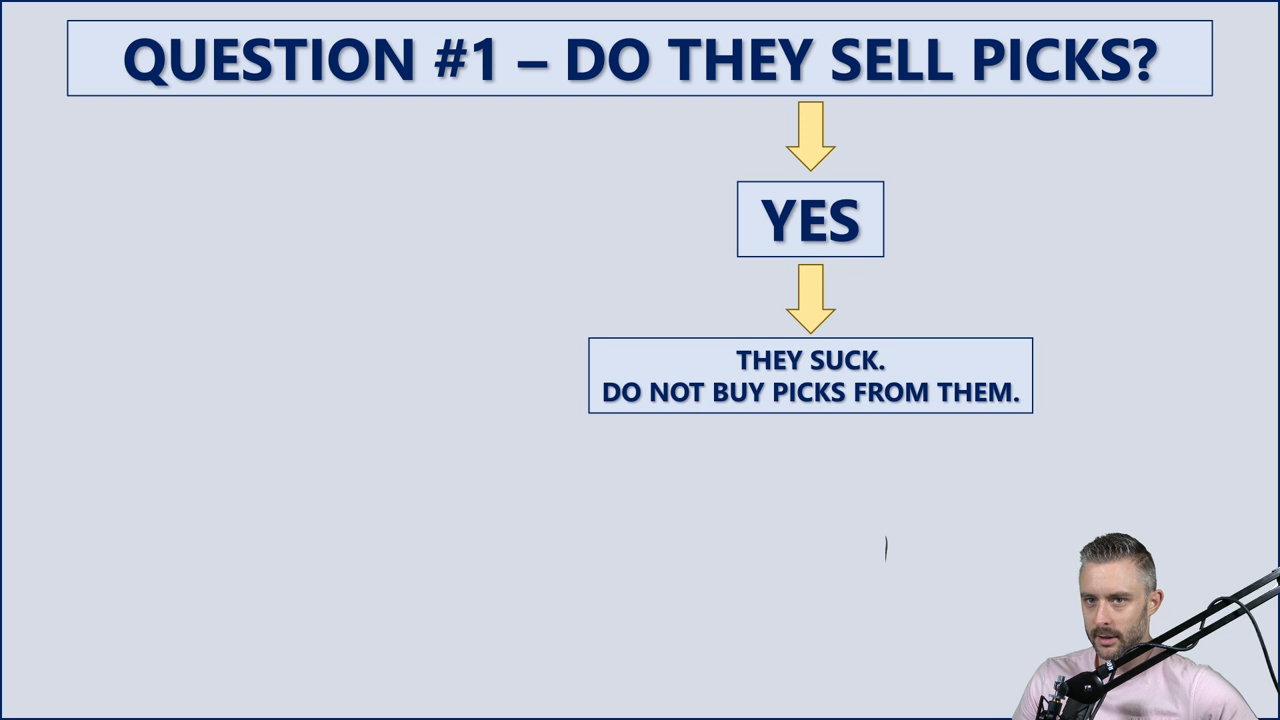 QUESTION #1 – DO THEY SELL PICKS?
YES
THEY SUCK.
DO NOT BUY PICKS FROM THEM.